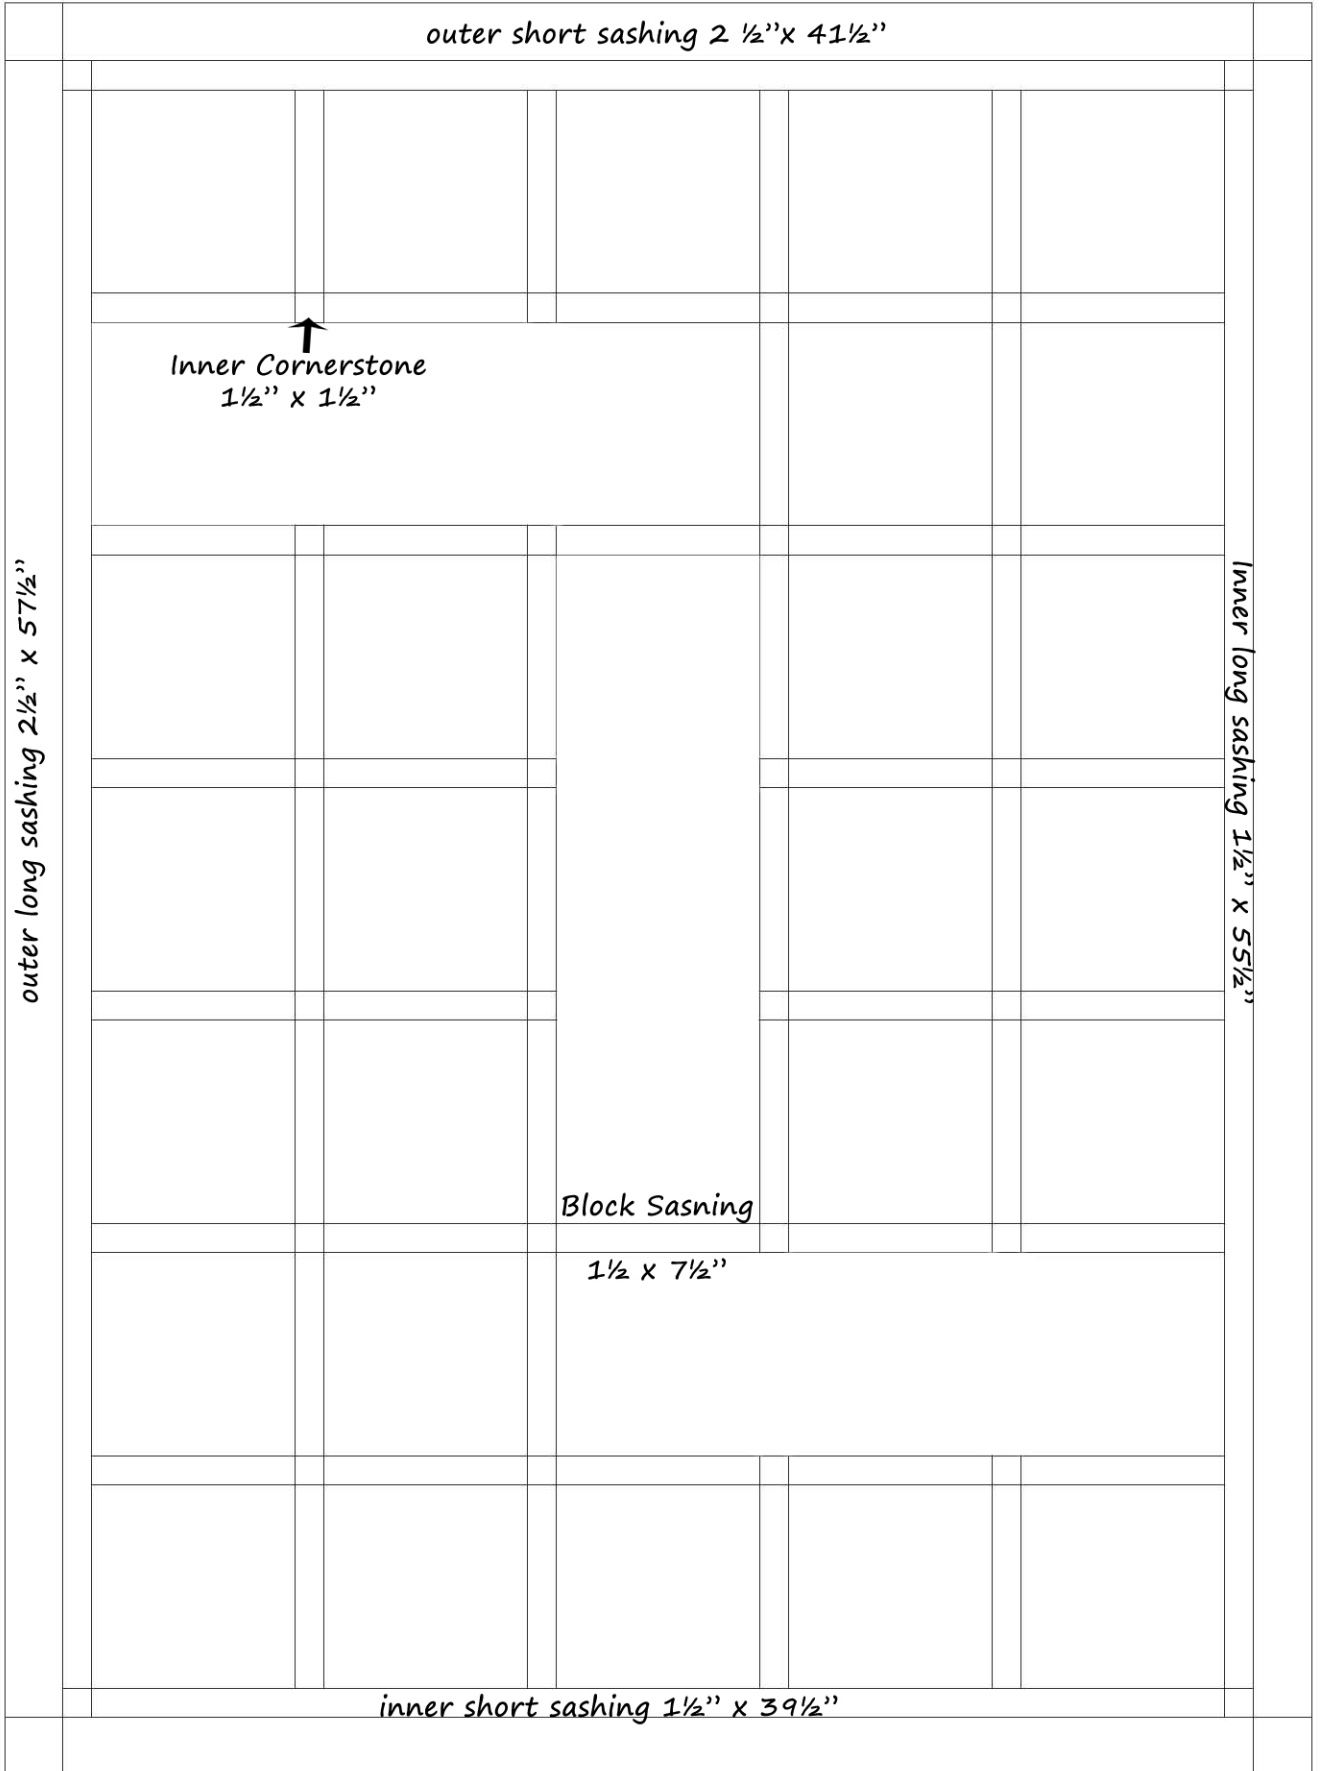 outer short sashing 2 ½”x 41½”
Inner Cornerstone
1½” x 1½”
outer long sashing 2½” x 57½”
Inner long sashing 1½” x 55½”
Block Sasning
1½ x 7½”
inner short sashing 1½” x 39½”